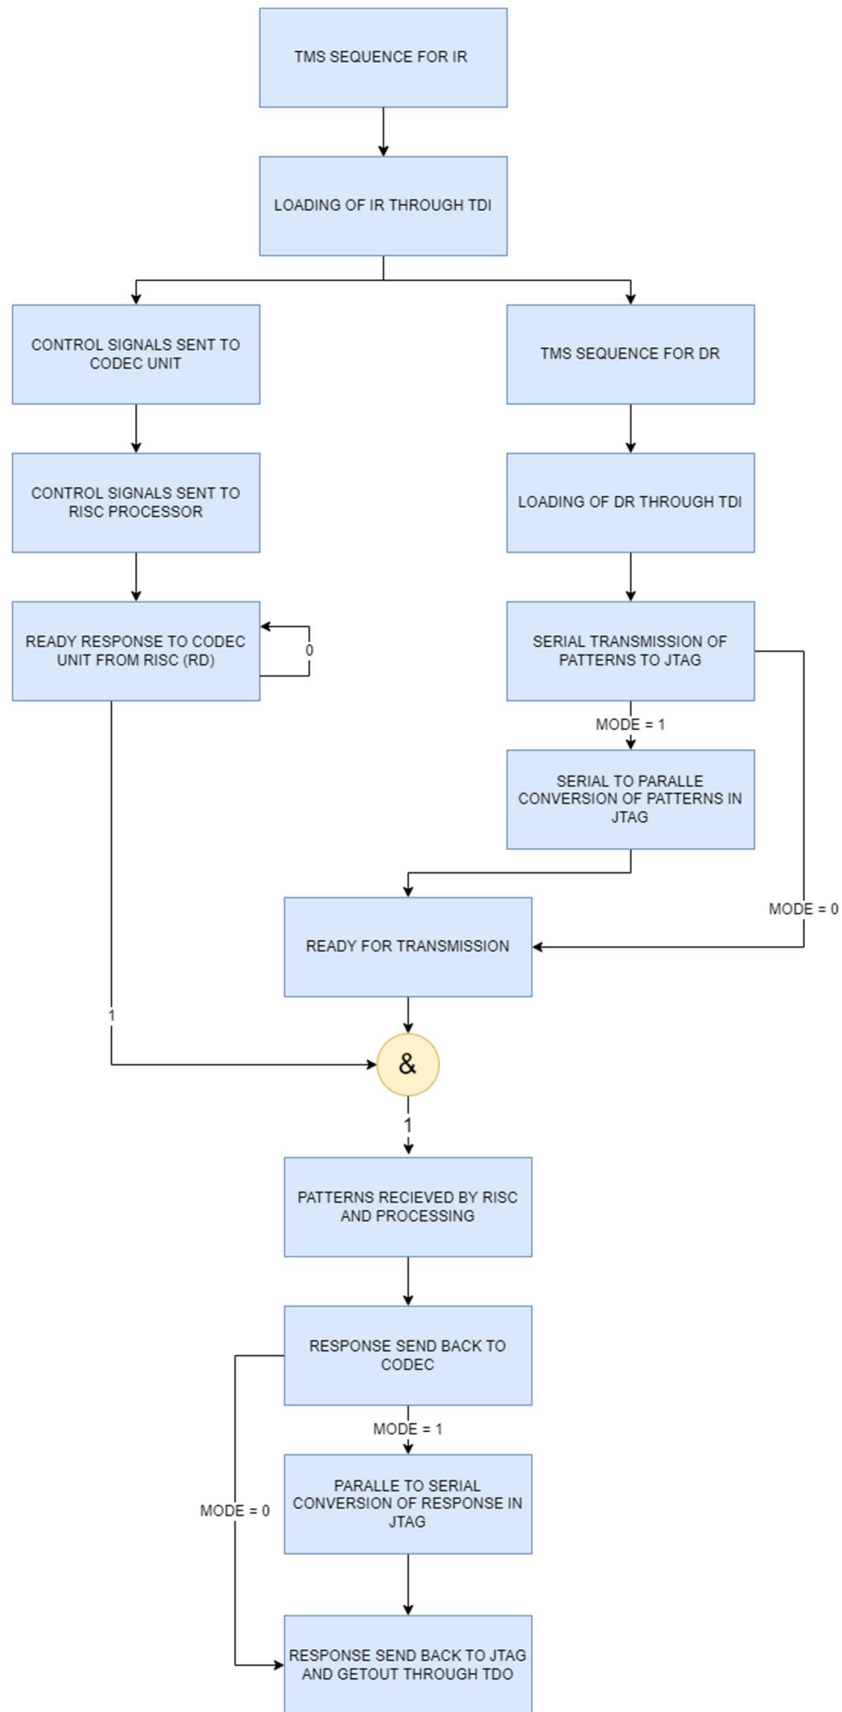 TMS SEQUENCE FOR IR
LOADING OF IR THROUGH TDI
CONTROL SIGNALS SENT TO
CODEC UNIT
TMS SEQUENCE FOR DR
CONTROL SIGNALS SENT TO
RISC PROCESSOR
LOADING OF DR THROUGH TDI
READY RESPONSE TO CODEC
UNIT FROM RISC (RD)
0
SERIAL TRANSMISSION OF
PATTERNS TO JTAG
MODE = 1
SERIAL TO PARALLE
CONVERSION OF PATTERNS IN
JTAG
MODE = 0
READY FOR TRANSMISSION
1
&
1
PATTERNS RECIEVED BY RISC
AND PROCESSING
RESPONSE SEND BACK TO
CODEC
MODE = 1
PARALLE TO SERIAL
CONVERSION OF RESPONSE IN
JTAG
MODE = 0
RESPONSE SEND BACK TO JTAG
AND GETOUT THROUGH TDO